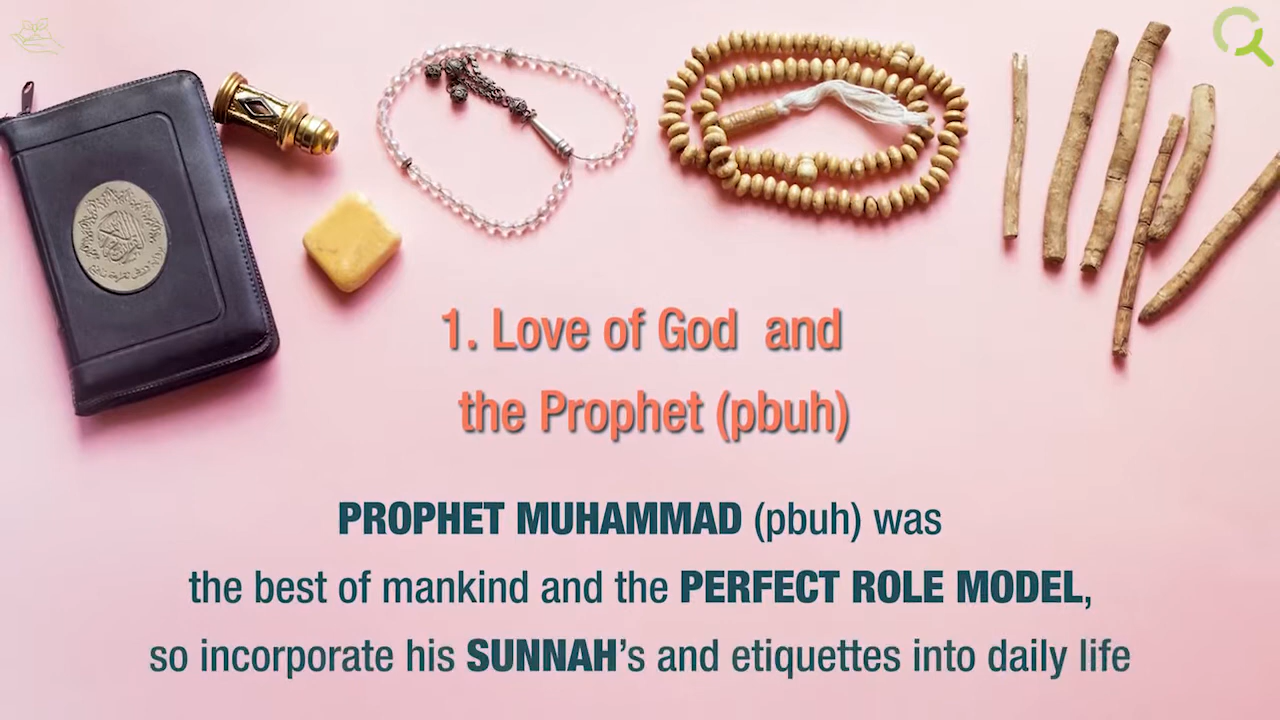 1. Love of God and
the Prophet (pbuh)
PROPHET MUHAMMAD (pbuh) was
the best of mankind and the PERFECT ROLE MODEL,
so incorporate his SUNNAH’s and etiquettes into daily life